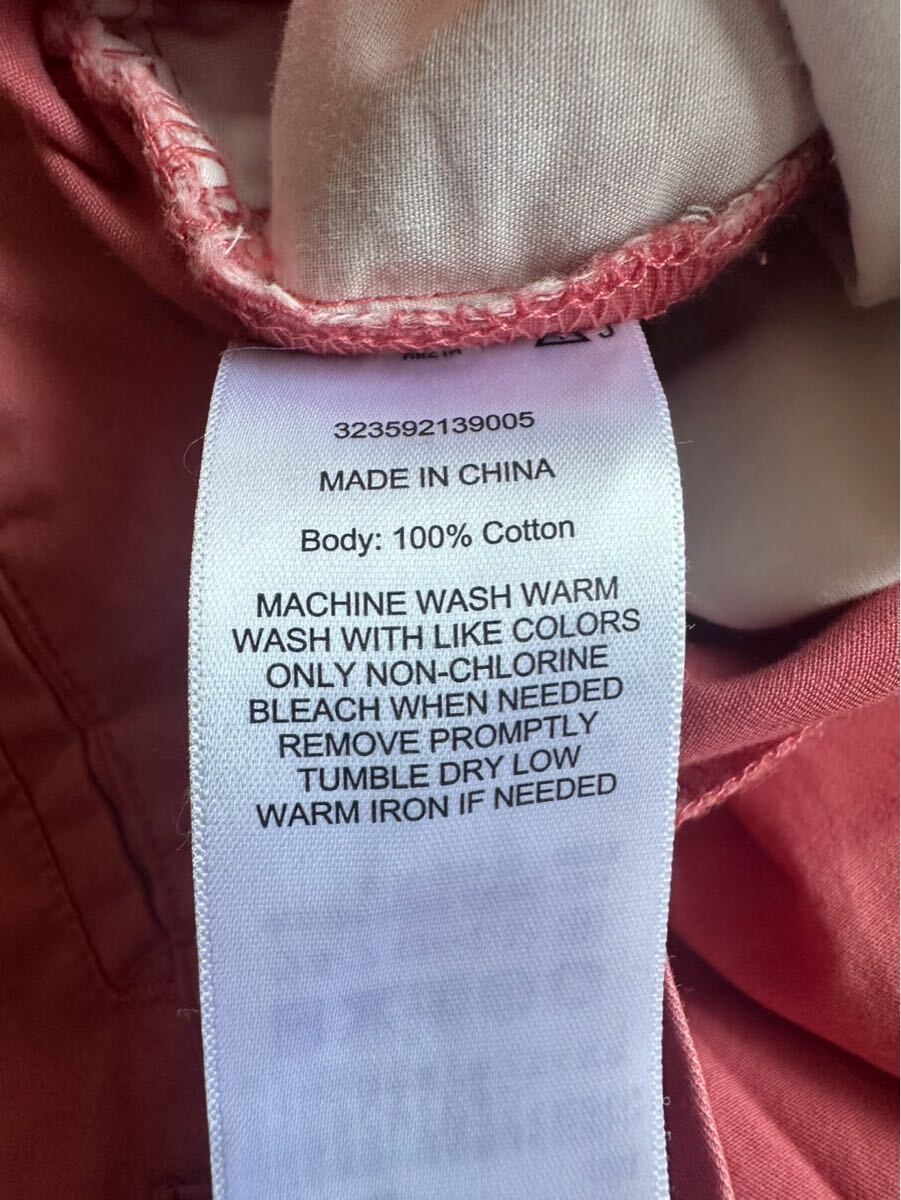 323592139005
MADE IN CHINA
Body: 100% Cotton
MACHINE WASH WARM
WASH WITH LIKE COLORS
ONLY NON-CHLORINE
BLEACH WHEN NEEDED
REMOVE PROMPTLY
TUMBLE DRY LOW
WARM IRON IF NEEDED